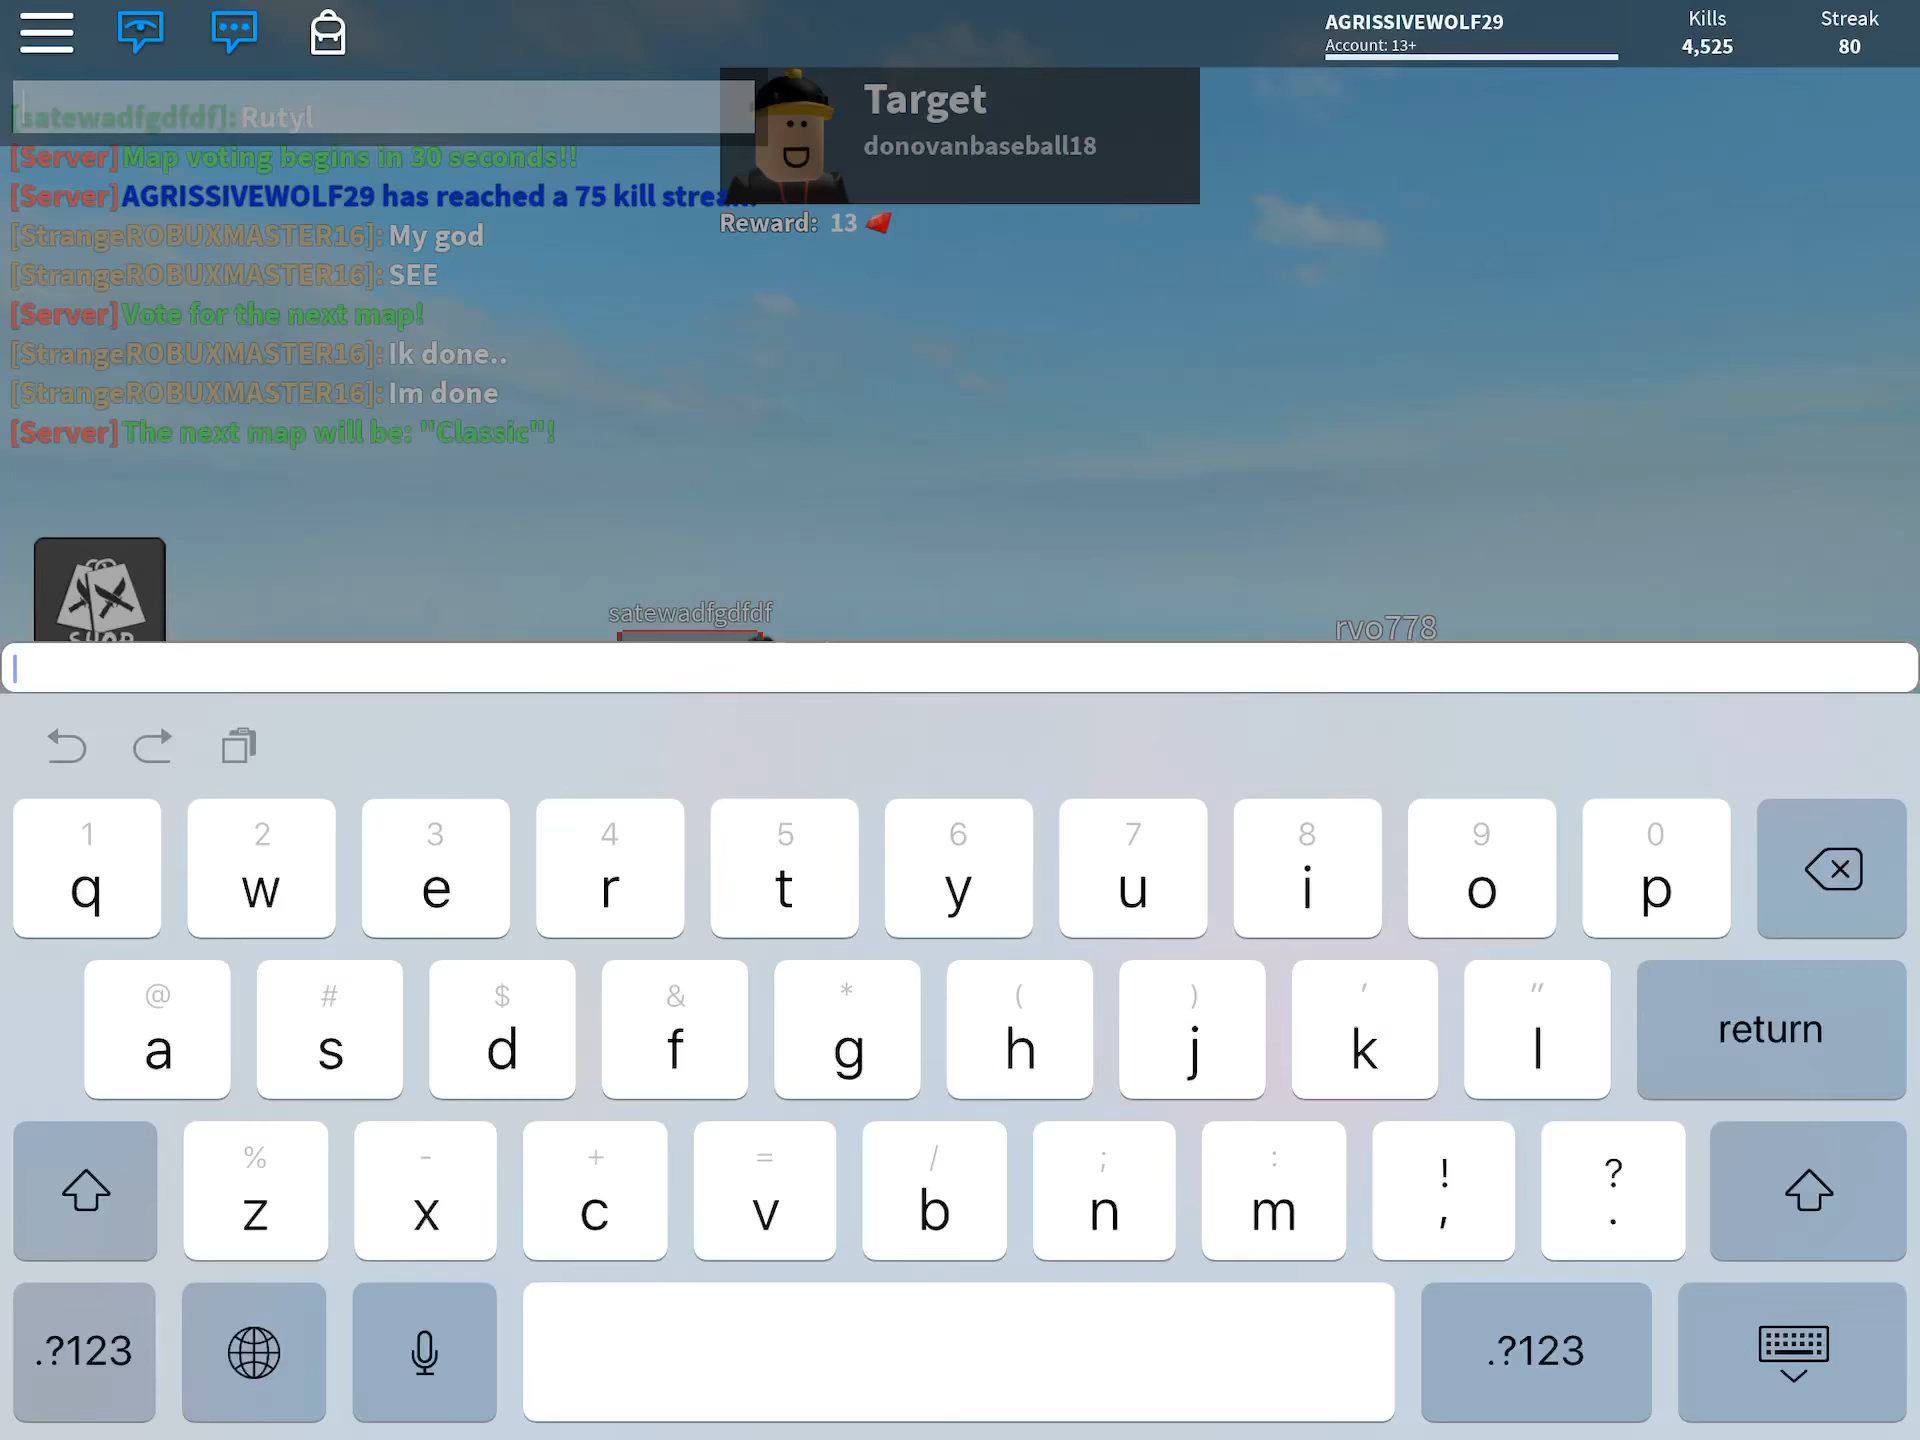 AGRISSIVEWOLF29
Account: 13+
Kills
4,525
Streak
80
[satewadfgdfdf]: Rutyl
[Server] Map voting begins in 30 seconds!!
[Server] AGRISSIVEWOLF29 has reached a 75 kill strea
[StrangeROBUXMASTER16]: My god
[StrangeROBUXMASTER16]: SEE
[Server] Vote for the next map!
[StrangeROBUXMASTER16]: Ik done..
[StrangeROBUXMASTER16]: Im done
[Server] The next map will be: "Classic"!
Target
donovanbaseball18
Reward: 13
SHOP
satewadfgdfdf
rvo778
1 2 3 4 5 6 7 8 9 0
q w e r t y u i o p
@ # $ & * ( ) ' "
a s d f g h j k l return
% - + = / ; : ! ?
z x c v b n m , .
.?123 .?123